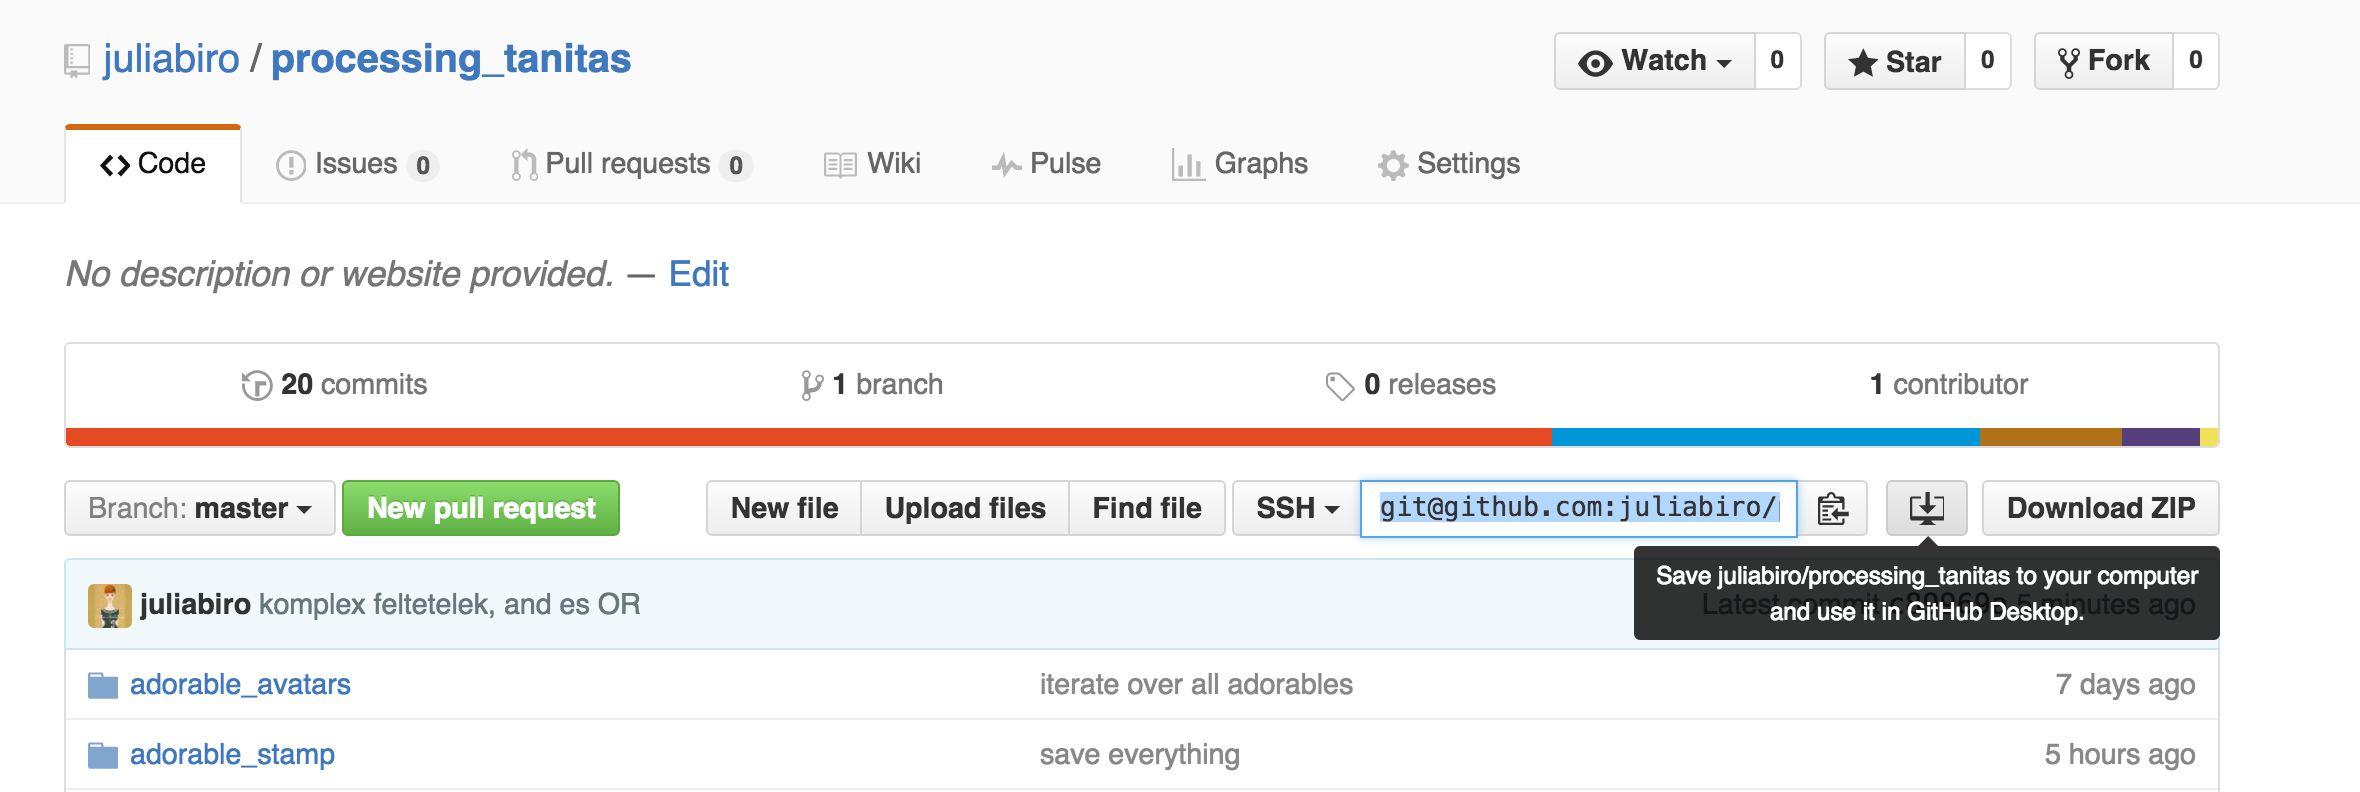 juliabiro / processing_tanitas
Watch 0 Star 0 Fork 0
Code Issues 0 Pull requests 0 Wiki Pulse Graphs Settings
No description or website provided. — Edit
20 commits 1 branch 0 releases 1 contributor
Branch: master New pull request New file Upload files Find file SSH git@github.com:juliabiro/ Download ZIP
Save juliabiro/processing_tanitas to your computer
and use it in GitHub Desktop.
juliabiro komplex feltetelek, and es OR Latest commit minutes ago
adorable_avatars iterate over all adorables 7 days ago
adorable_stamp save everything 5 hours ago